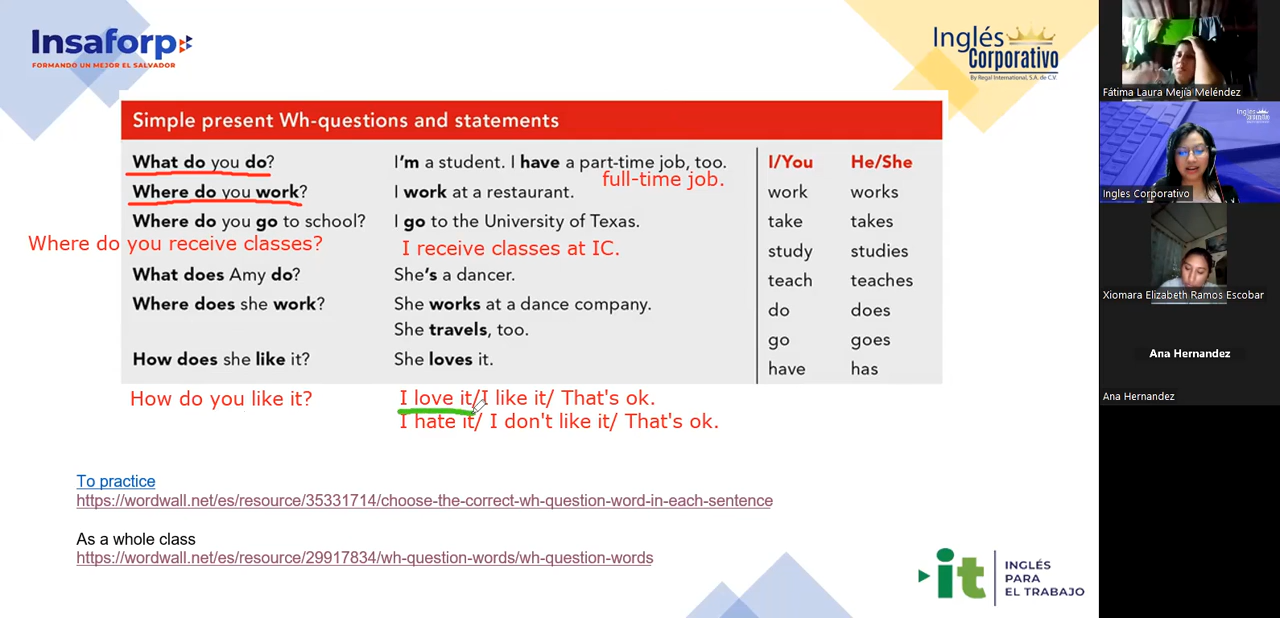 Insaforp
FORMANDO UN MEJOR EL SALVADOR
Inglés
Corporativo
By Regal International, S.A. de C.V.
Simple present Wh-questions and statements
What do you do? I'm a student. I have a part-time job, too. I/You He/She
full-time job.
Where do you work? I work at a restaurant. work works
Where do you go to school? I go to the University of Texas. take takes
Where do you receive classes? I receive classes at IC. study studies
What does Amy do? She's a dancer. teach teaches
Where does she work? She works at a dance company. do does
She travels, too. go goes
How does she like it? She loves it. have has
How do you like it? I love it/I like it/ That's ok.
I hate it/ I don't like it/ That's ok.
To practice
https://wordwall.net/es/resource/35331714/choose-the-correct-wh-question-word-in-each-sentence
As a whole class
https://wordwall.net/es/resource/29917834/wh-question-words/wh-question-words
it
INGLÉS
PARA
EL TRABAJO
Fátima Laura Mejía Meléndez
Ingles Corporativo
Xiomara Elizabeth Ramos Escobar
Ana Hernandez
Ana Hernandez